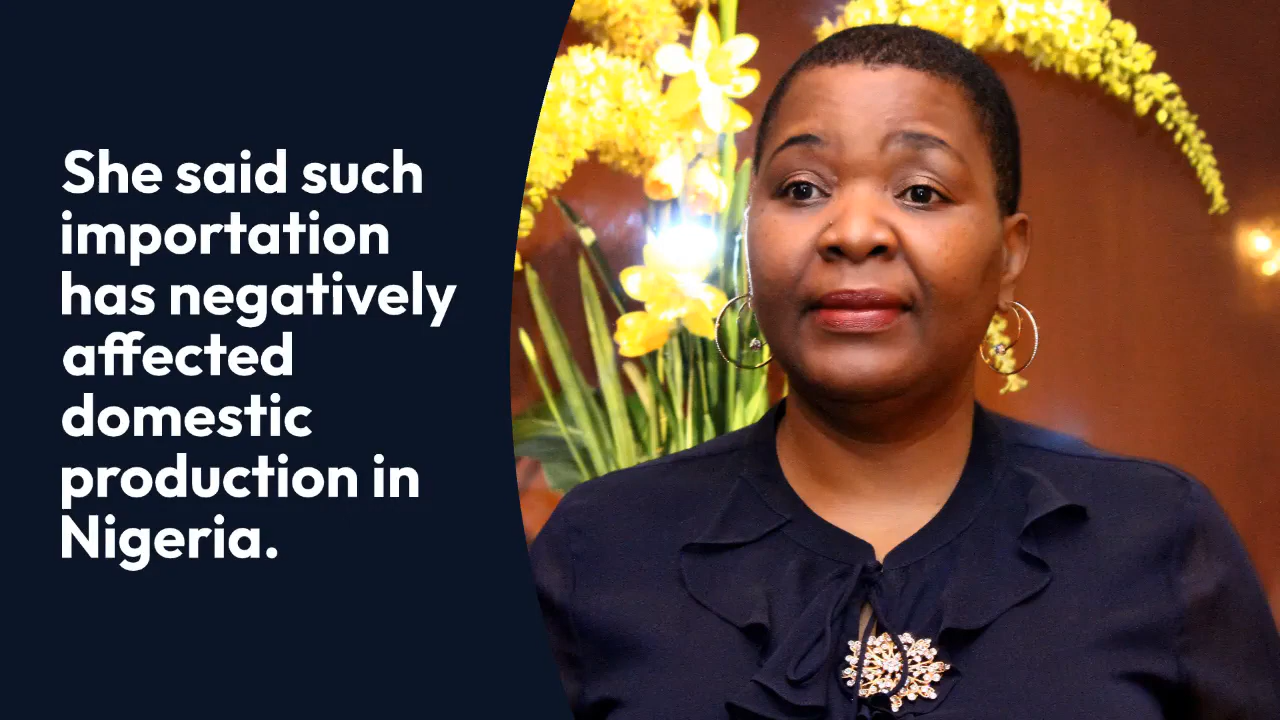 She said such
importation
has negatively
affected
domestic
production in
Nigeria.